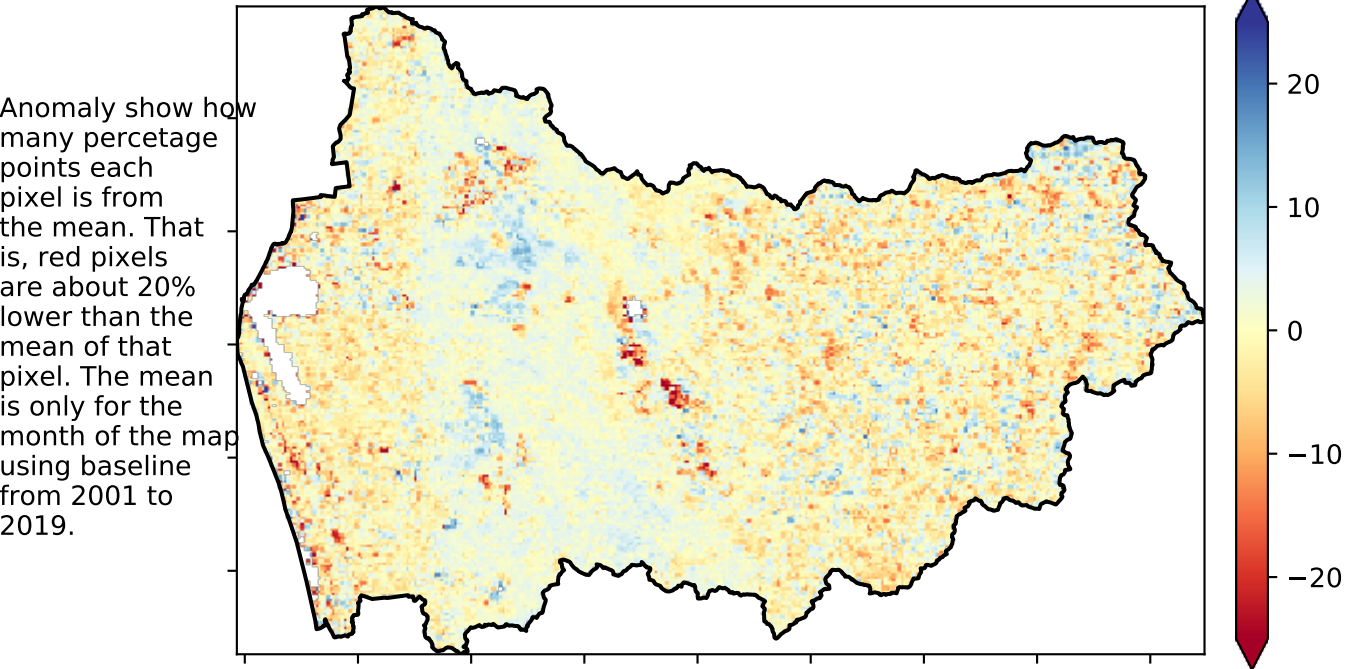 Anomaly show how
many percetage
points each
pixel is from
the mean. That
is, red pixels
are about 20%
lower than the
mean of that
pixel. The mean
is only for the
month of the map
using baseline
from 2001 to
2019.
20
10
0
−10
−20